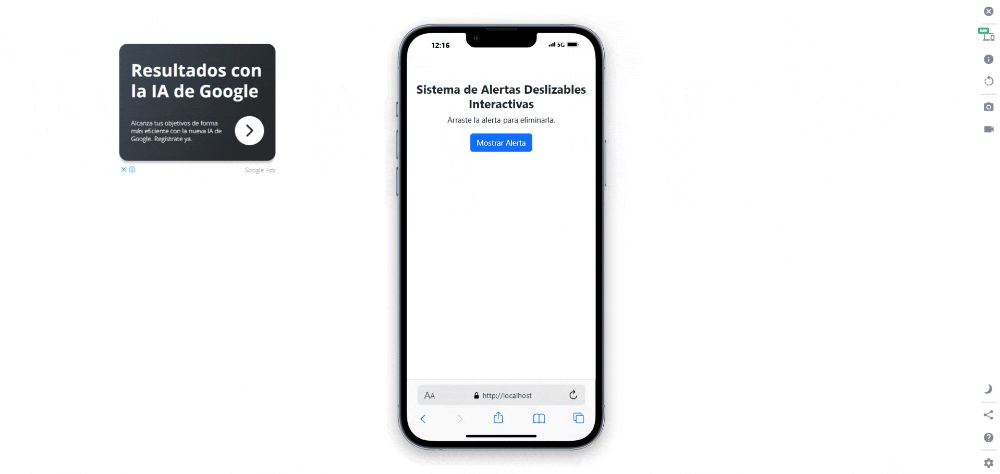 Resultados con
la IA de Google
Alcanza tus objetivos de forma
más eficiente con la nueva IA de
Google. Regístrate ya.
Google Ads
12:16
5G
Sistema de Alertas Deslizables
Interactivas
Arraste la alerta para eliminarla.
Mostrar Alerta
AA
http://localhost